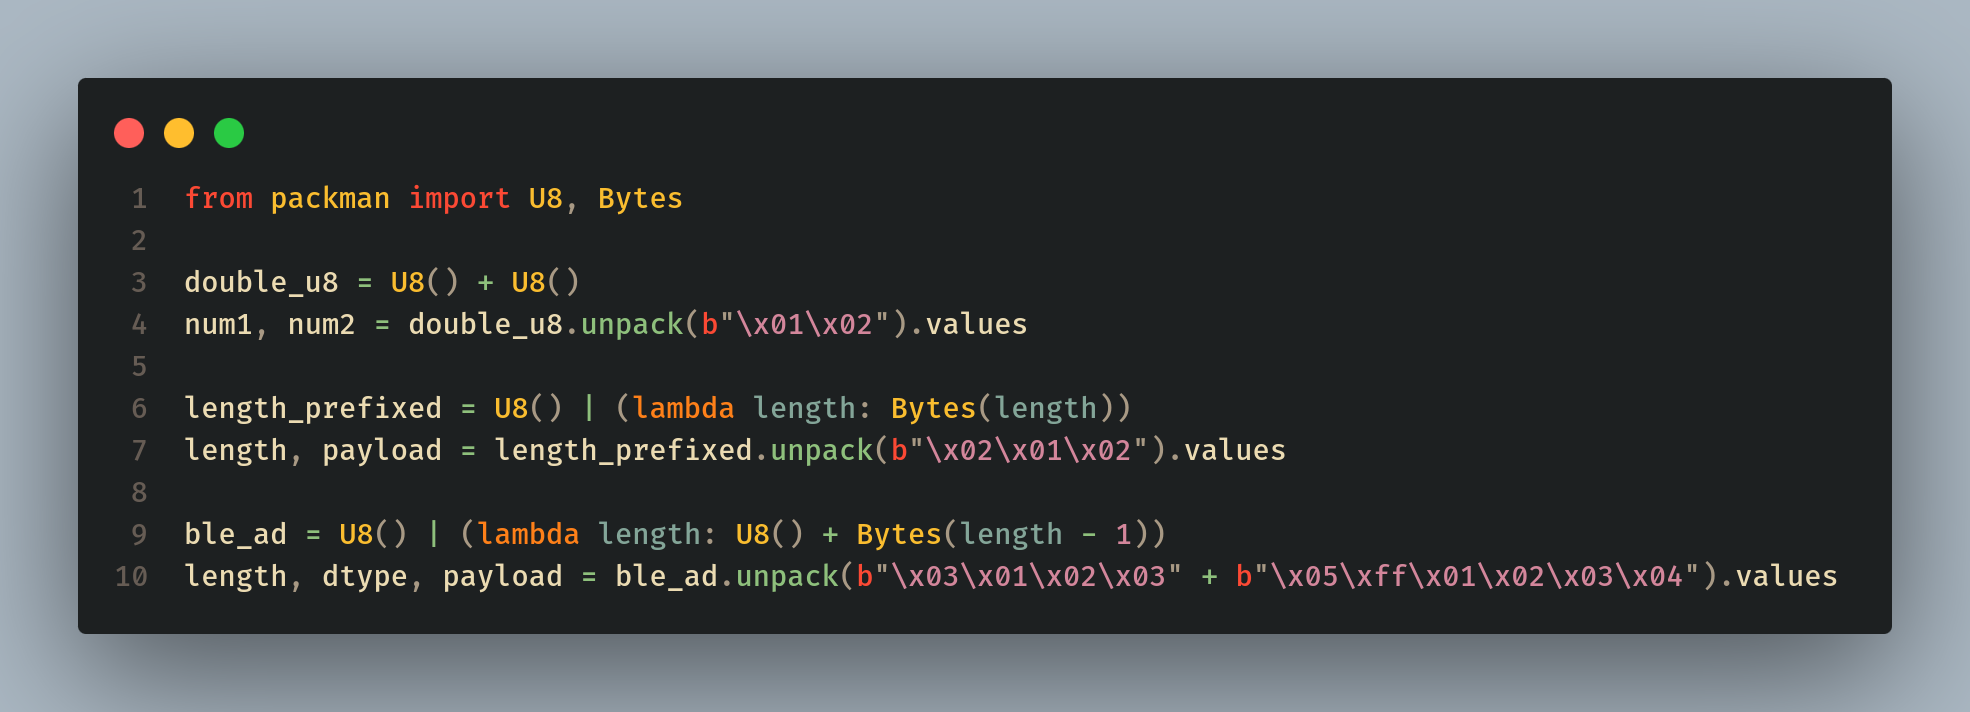 1 from packman import U8, Bytes
2
3 double_u8 = U8() + U8()
4 num1, num2 = double_u8.unpack(b"\x01\x02").values
5
6 length_prefixed = U8() | (lambda length: Bytes(length))
7 length, payload = length_prefixed.unpack(b"\x02\x01\x02").values
8
9 ble_ad = U8() | (lambda length: U8() + Bytes(length - 1))
10 length, dtype, payload = ble_ad.unpack(b"\x03\x01\x02\x03" + b"\x05\xff\x01\x02\x03\x04").values